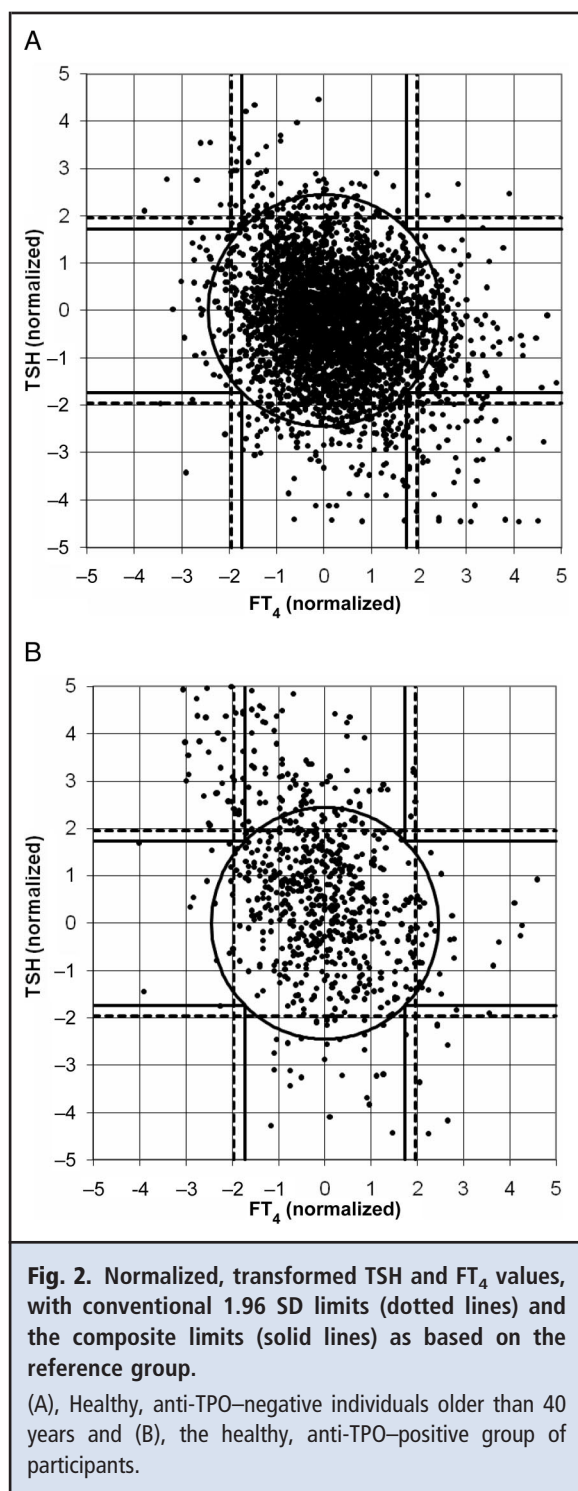 A
5
4
3
2
1
0
–1
–2
–3
–4
–5
TSH (normalized)
–5 –4 –3 –2 –1 0 1 2 3 4 5
FT4 (normalized)
B
5
4
3
2
1
0
–1
–2
–3
–4
–5
TSH (normalized)
–5 –4 –3 –2 –1 0 1 2 3 4 5
FT4 (normalized)
Fig. 2. Normalized, transformed TSH and FT4 values,
with conventional 1.96 SD limits (dotted lines) and
the composite limits (solid lines) as based on the
reference group.
(A), Healthy, anti-TPO–negative individuals older than 40
years and (B), the healthy, anti-TPO–positive group of
participants.